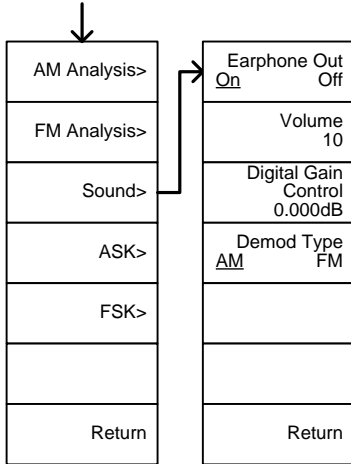 AM Analysis>
FM Analysis>
Sound>
ASK>
FSK>
Return
Earphone Out
On Off
Volume
10
Digital Gain
Control
0.000dB
Demod Type
AM FM
Return